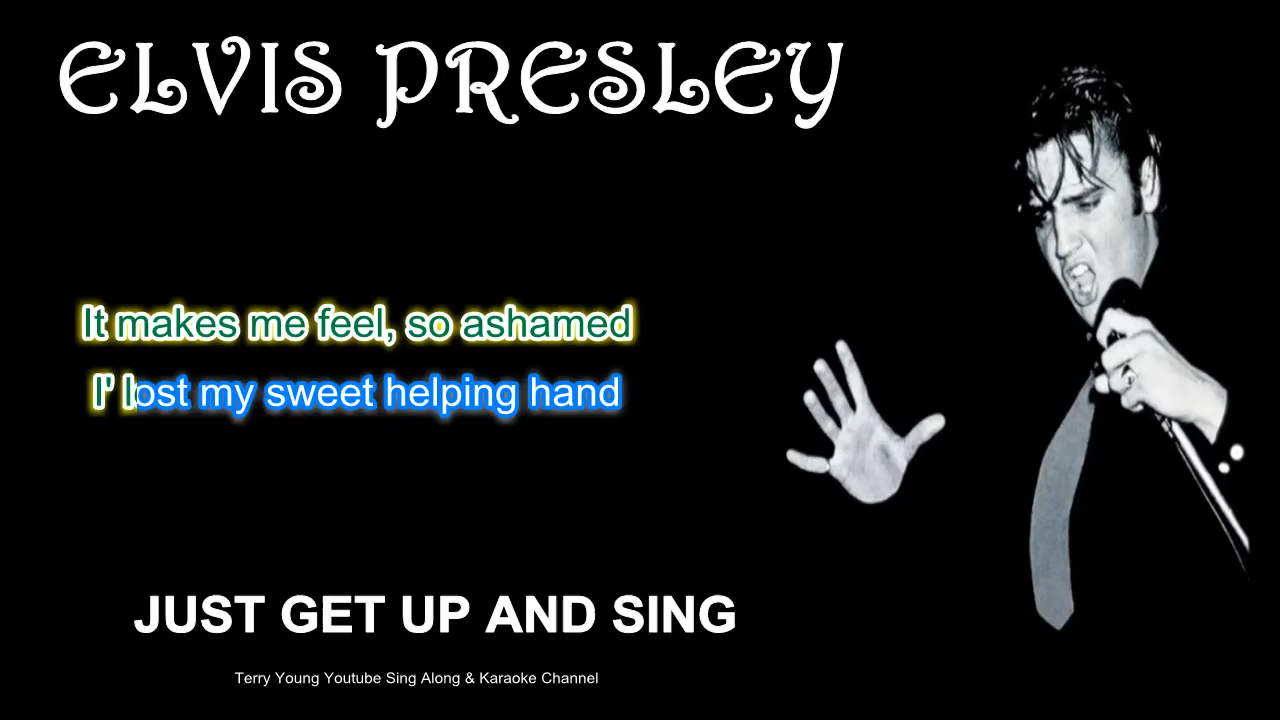 ELVIS PRESLEY
It makes me feel, so ashamed
I' lost my sweet helping hand
JUST GET UP AND SING
Terry Young Youtube Sing Along & Karaoke Channel